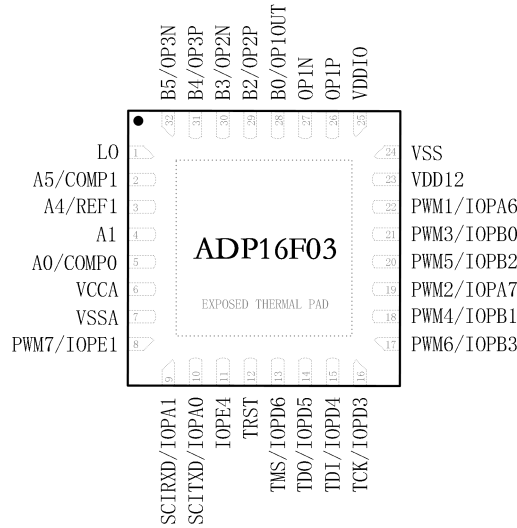 B5/OP3N
B4/OP3P
B3/OP2N
B2/OP2P
B0/OP1OUT
OP1N
OP1P
VDDIO
32
31
30
29
28
27
26
25
LO
1
A5/COMP1
2
A4/REF1
3
A1
4
A0/COMP0
5
VCCA
6
VSSA
7
PWM7/IOPE1
8
ADP16F03
EXPOSED THERMAL PAD
24
VSS
23
VDD12
22
PWM1/IOPA6
21
PWM3/IOPB0
20
PWM5/IOPB2
19
PWM2/IOPA7
18
PWM4/IOPB1
17
PWM6/IOPB3
9
10
11
12
13
14
15
16
SCIRXD/IOPA1
SCITXD/IOPA0
IOPE4
TRST
TMS/IOPD6
TDO/IOPD5
TDI/IOPD4
TCK/IOPD3